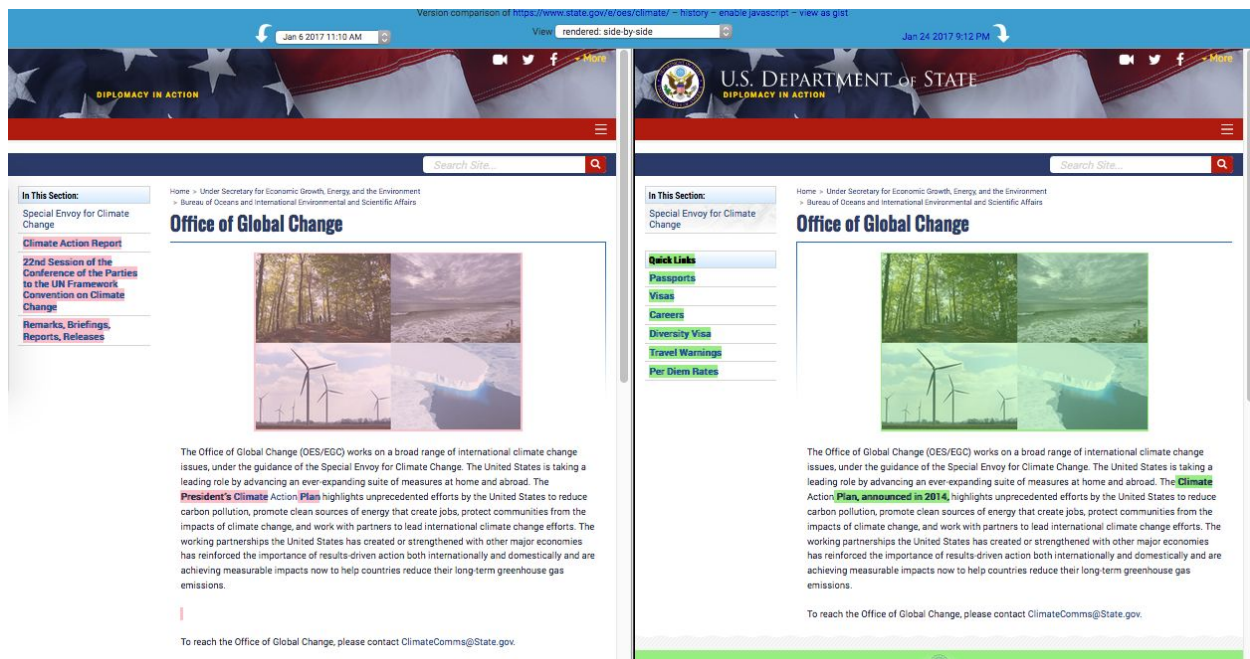 Version comparison of https://www.state.gov/e/oes/climate/ – history – enable javascript – view as gist
Jan 6 2017 11:10 AM
View rendered: side-by-side
Jan 24 2017 9:12 PM
DIPLOMACY IN ACTION
More
Search Site...
In This Section:
Special Envoy for Climate
Change
Climate Action Report
22nd Session of the
Conference of the Parties
to the UN Framework
Convention on Climate
Change
Remarks, Briefings,
Reports, Releases
Home » Under Secretary for Economic Growth, Energy, and the Environment
» Bureau of Oceans and International Environmental and Scientific Affairs
Office of Global Change
The Office of Global Change (OES/EGC) works on a broad range of international climate change
issues, under the guidance of the Special Envoy for Climate Change. The United States is taking a
leading role by advancing an ever-expanding suite of measures at home and abroad. The
President's Climate Action Plan highlights unprecedented efforts by the United States to reduce
carbon pollution, promote clean sources of energy that create jobs, protect communities from the
impacts of climate change, and work with partners to lead international climate change efforts. The
working partnerships the United States has created or strengthened with other major economies
has reinforced the importance of results-driven action both internationally and domestically and are
achieving measurable impacts now to help countries reduce their long-term greenhouse gas
emissions.
To reach the Office of Global Change, please contact ClimateComms@State.gov.
U.S. DEPARTMENT OF STATE
DIPLOMACY IN ACTION
More
Search Site...
In This Section:
Special Envoy for Climate
Change
Quick Links
Passports
Visas
Careers
Diversity Visa
Travel Warnings
Per Diem Rates
Home » Under Secretary for Economic Growth, Energy, and the Environment
» Bureau of Oceans and International Environmental and Scientific Affairs
Office of Global Change
The Office of Global Change (OES/EGC) works on a broad range of international climate change
issues, under the guidance of the Special Envoy for Climate Change. The United States is taking a
leading role by advancing an ever-expanding suite of measures at home and abroad. The Climate
Action Plan, announced in 2014, highlights unprecedented efforts by the United States to reduce
carbon pollution, promote clean sources of energy that create jobs, protect communities from the
impacts of climate change, and work with partners to lead international climate change efforts. The
working partnerships the United States has created or strengthened with other major economies
has reinforced the importance of results-driven action both internationally and domestically and are
achieving measurable impacts now to help countries reduce their long-term greenhouse gas
emissions.
To reach the Office of Global Change, please contact ClimateComms@State.gov.